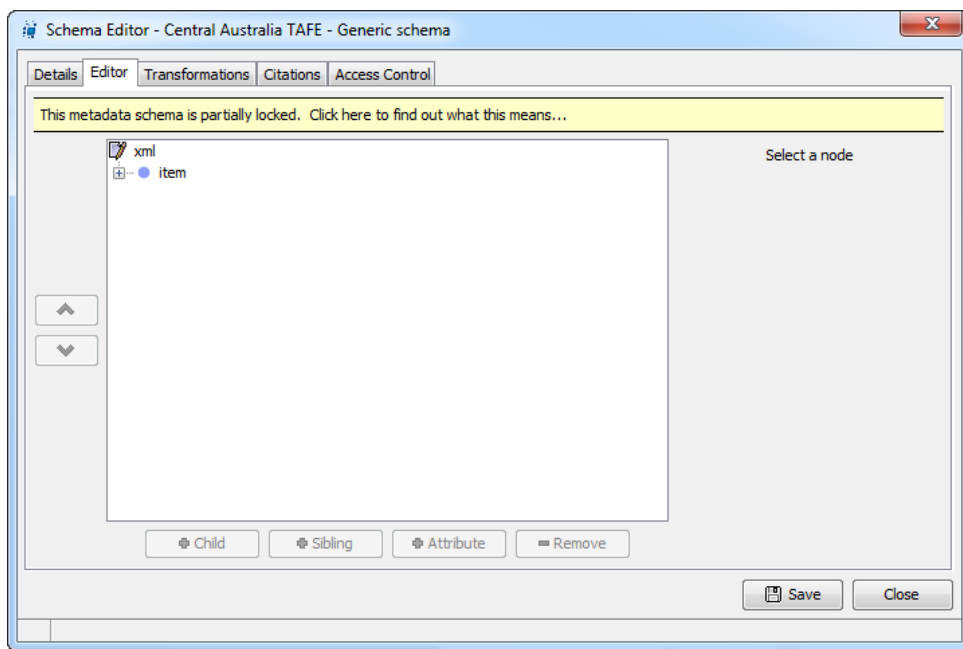 Schema Editor - Central Australia TAFE - Generic schema
Details Editor Transformations Citations Access Control
This metadata schema is partially locked. Click here to find out what this means...
xml
item
Select a node
Child Sibling Attribute Remove
Save Close